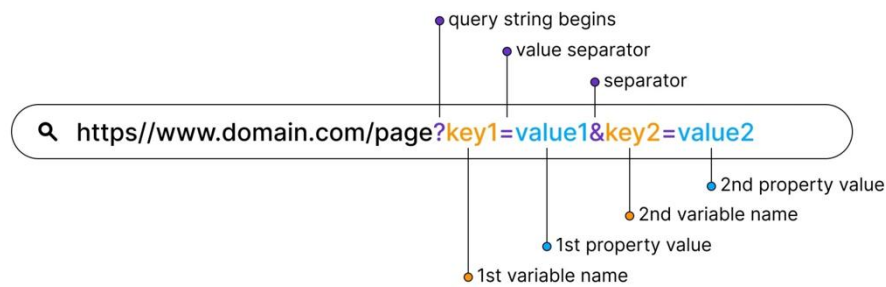 query string begins
value separator
separator
https//www.domain.com/page?key1=value1&key2=value2
2nd property value
2nd variable name
1st property value
1st variable name